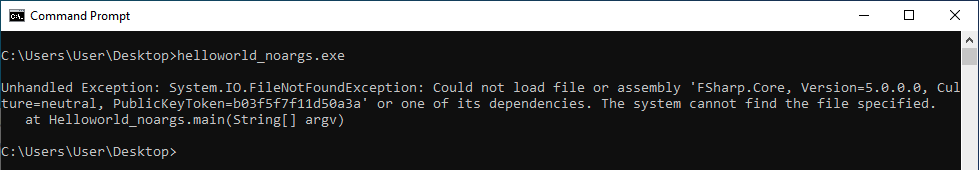 Command Prompt
C:\Users\User\Desktop>helloworld_noargs.exe
Unhandled Exception: System.IO.FileNotFoundException: Could not load file or assembly 'FSharp.Core, Version=5.0.0.0, Cul
ture=neutral, PublicKeyToken=b03f5f7f11d50a3a' or one of its dependencies. The system cannot find the file specified.
   at Helloworld_noargs.main(String[] argv)
C:\Users\User\Desktop>